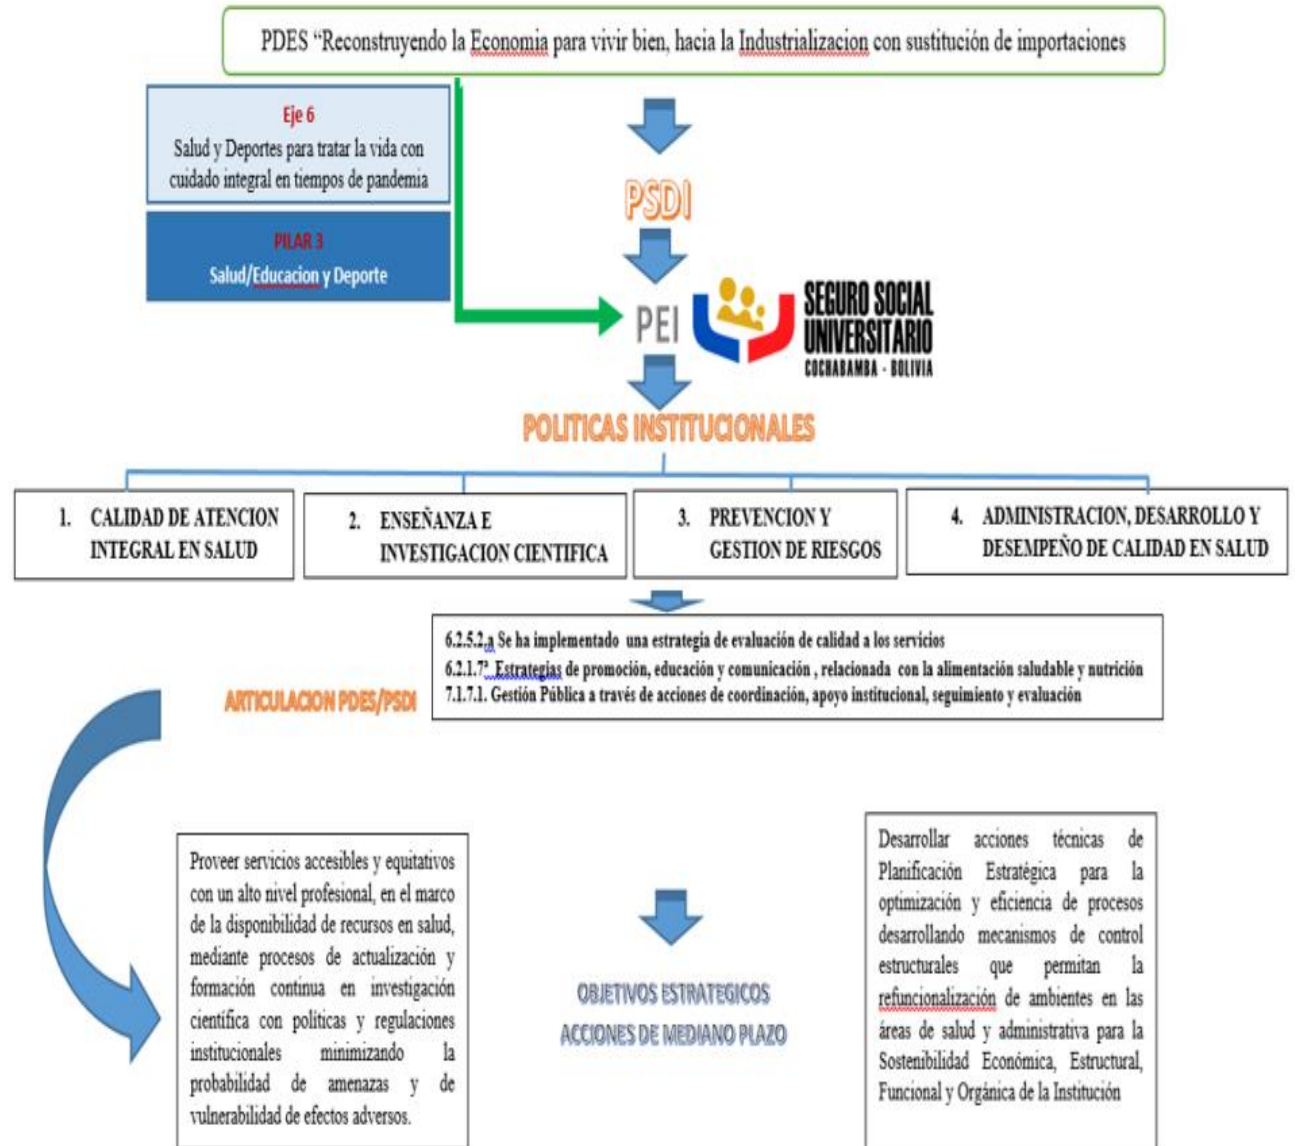 PDES “Reconstruyendo la Economia para vivir bien, hacia la Industrializacion con sustitución de importaciones
Eje 6
Salud y Deportes para tratar la vida con
cuidado integral en tiempos de pandemia
PILAR 3
Salud/Educacion y Deporte
PSDI
PEI
SEGURO SOCIAL
UNIVERSITARIO
COCHABAMBA - BOLIVIA
POLITICAS INSTITUCIONALES
1. CALIDAD DE ATENCION
INTEGRAL EN SALUD
2. ENSEÑANZA E
INVESTIGACION CIENTIFICA
3. PREVENCION Y
GESTION DE RIESGOS
4. ADMINISTRACION, DESARROLLO Y
DESEMPEÑO DE CALIDAD EN SALUD
6.2.5.2.a Se ha implementado una estrategia de evaluación de calidad a los servicios
6.2.1.7ª Estrategias de promoción, educación y comunicación , relacionada con la alimentación saludable y nutrición
7.1.7.1. Gestión Pública a través de acciones de coordinación, apoyo institucional, seguimiento y evaluación
ARTICULACION PDES/PSDI
Proveer servicios accesibles y equitativos
con un alto nivel profesional, en el marco
de la disponibilidad de recursos en salud,
mediante procesos de actualización y
formación continua en investigación
científica con políticas y regulaciones
institucionales minimizando la
probabilidad de amenazas y de
vulnerabilidad de efectos adversos.
OBJETIVOS ESTRATEGICOS
ACCIONES DE MEDIANO PLAZO
Desarrollar acciones técnicas de
Planificación Estratégica para la
optimización y eficiencia de procesos
desarrollando mecanismos de control
estructurales que permitan la
refuncionalización de ambientes en las
áreas de salud y administrativa para la
Sostenibilidad Económica, Estructural,
Funcional y Orgánica de la Institución